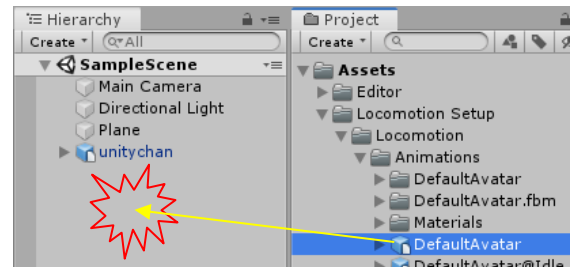 Hierarchy
Create
All
SampleScene
Main Camera
Directional Light
Plane
unitychan
Project
Create
Assets
Editor
Locomotion Setup
Locomotion
Animations
DefaultAvatar
DefaultAvatar.fbm
Materials
DefaultAvatar
DefaultAvatar@Idle